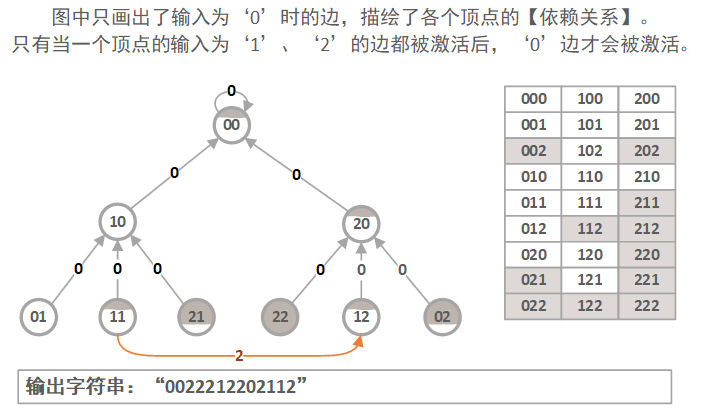 图中只画出了输入为‘0’时的边，描绘了各个顶点的【依赖关系】。
只有当一个顶点的输入为‘1’、‘2’的边都被激活后，‘0’边才会被激活。
0
00
0
0
10
20
0
0
0
0
0
0
01
11
21
22
12
02
2
000 100 200
001 101 201
002 102 202
010 110 210
011 111 211
012 112 212
020 120 220
021 121 221
022 122 222
输出字符串：“0022212202112”